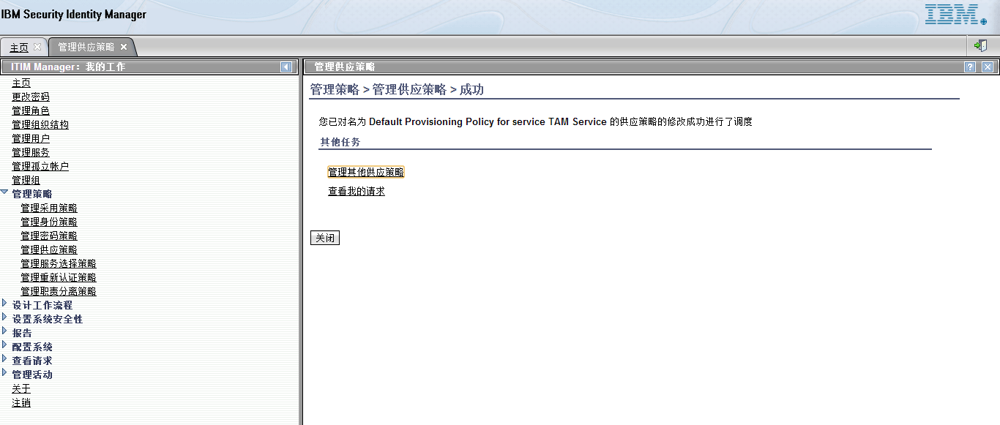 IBM Security Identity Manager
IBM
主页
管理供应策略
ITIM Manager：我的工作
主页
更改密码
管理角色
管理组织结构
管理用户
管理服务
管理孤立帐户
管理组
管理策略
管理采用策略
管理身份策略
管理密码策略
管理供应策略
管理服务选择策略
管理重新认证策略
管理职责分离策略
设计工作流程
设置系统安全性
报告
配置系统
查看请求
管理活动
关于
注销
管理供应策略
?
管理策略 > 管理供应策略 > 成功
您已对名为 Default Provisioning Policy for service TAM Service 的供应策略的修改成功进行了调度
其他任务
管理其他供应策略
查看我的请求
关闭